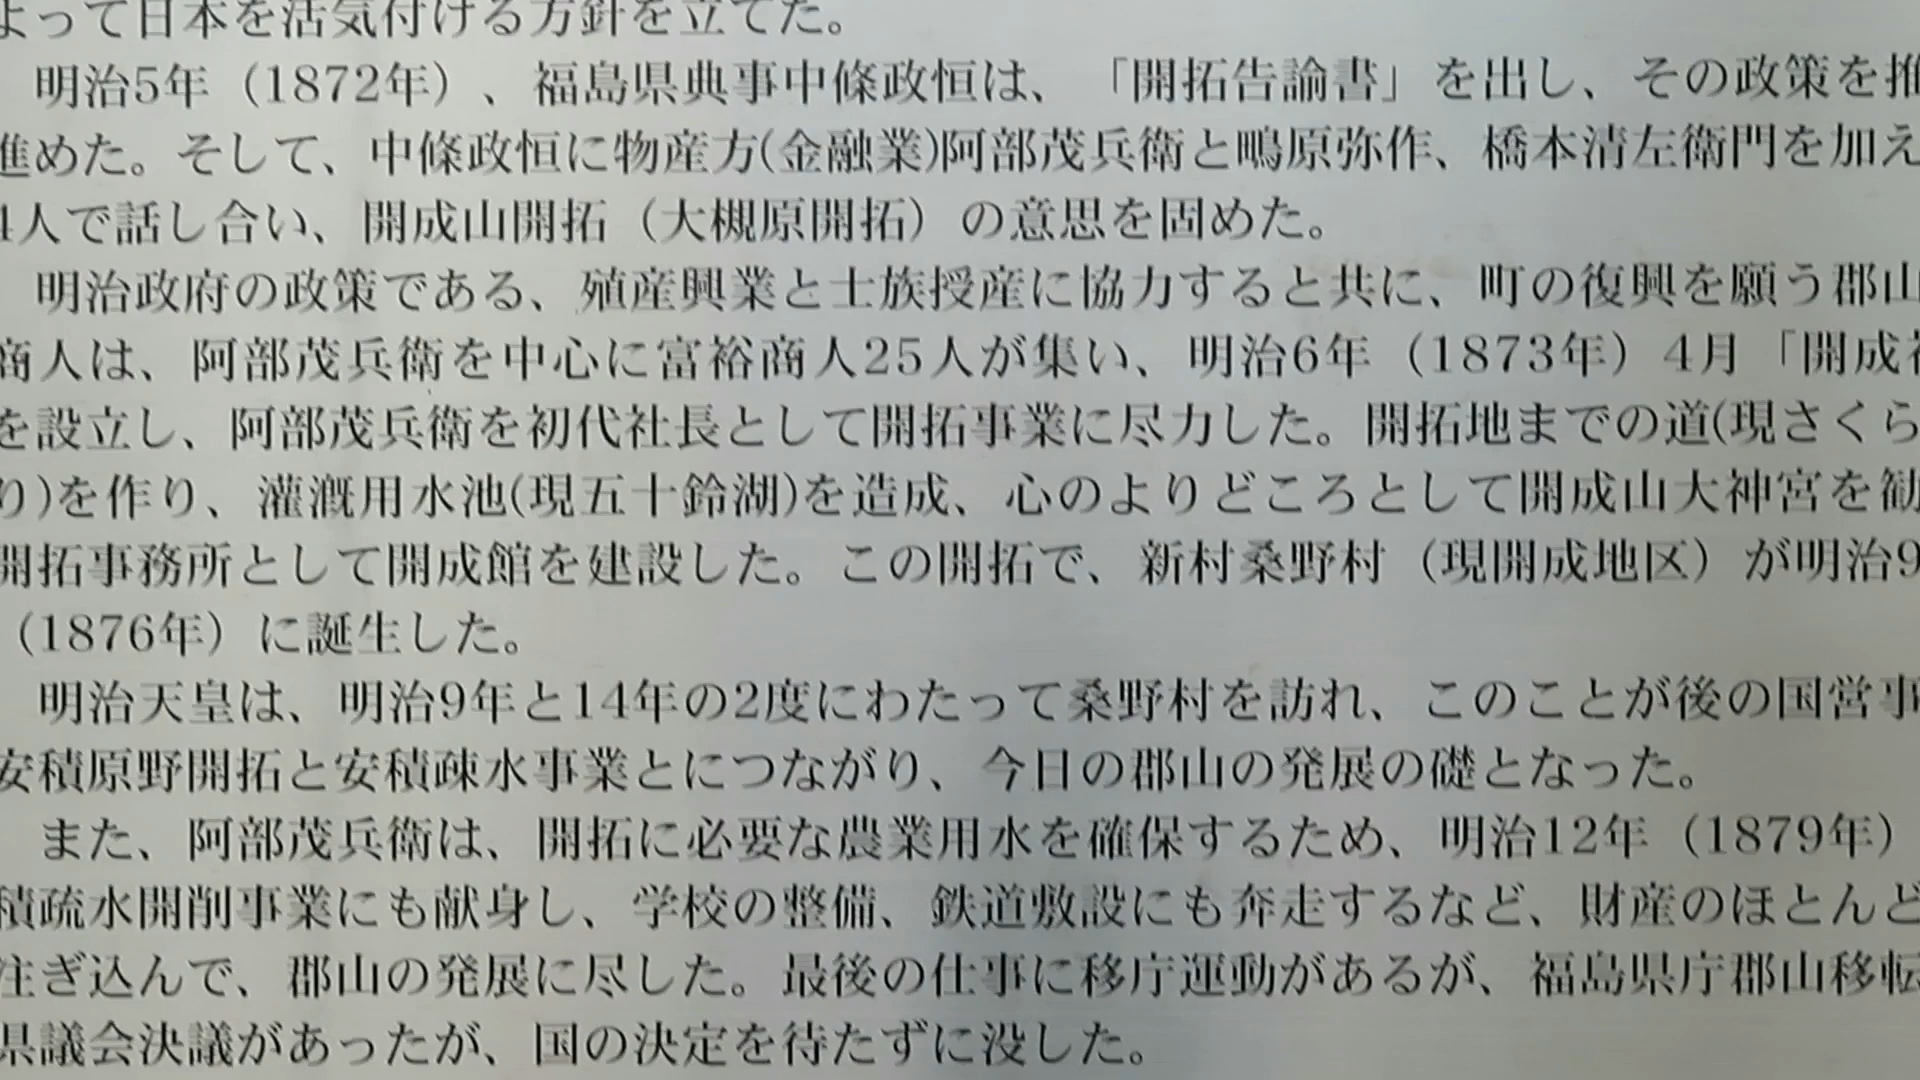 よって日本を活気付ける方針を立てた。
明治5年（1872年）、福島県典事中條政恒は、「開拓告諭書」を出し、その政策を推
進めた。そして、中條政恒に物産方(金融業)阿部茂兵衛と鴫原弥作、橋本清左衛門を加え
4人で話し合い、開成山開拓（大槻原開拓）の意思を固めた。
明治政府の政策である、殖産興業と士族授産に協力すると共に、町の復興を願う郡山
商人は、阿部茂兵衛を中心に富裕商人25人が集い、明治6年（1873年）4月「開成社
を設立し、阿部茂兵衛を初代社長として開拓事業に尽力した。開拓地までの道(現さくら
り)を作り、灌漑用水池(現五十鈴湖)を造成、心のよりどころとして開成山大神宮を勧
開拓事務所として開成館を建設した。この開拓で、新村桑野村（現開成地区）が明治9
（1876年）に誕生した。
明治天皇は、明治9年と14年の2度にわたって桑野村を訪れ、このことが後の国営事
安積原野開拓と安積疎水事業とにつながり、今日の郡山の発展の礎となった。
また、阿部茂兵衛は、開拓に必要な農業用水を確保するため、明治12年（1879年）
積疏水開削事業にも献身し、学校の整備、鉄道敷設にも奔走するなど、財産のほとんど
注ぎ込んで、郡山の発展に尽した。最後の仕事に移庁運動があるが、福島県庁郡山移転
県議会決議があったが、国の決定を待たずに没した。